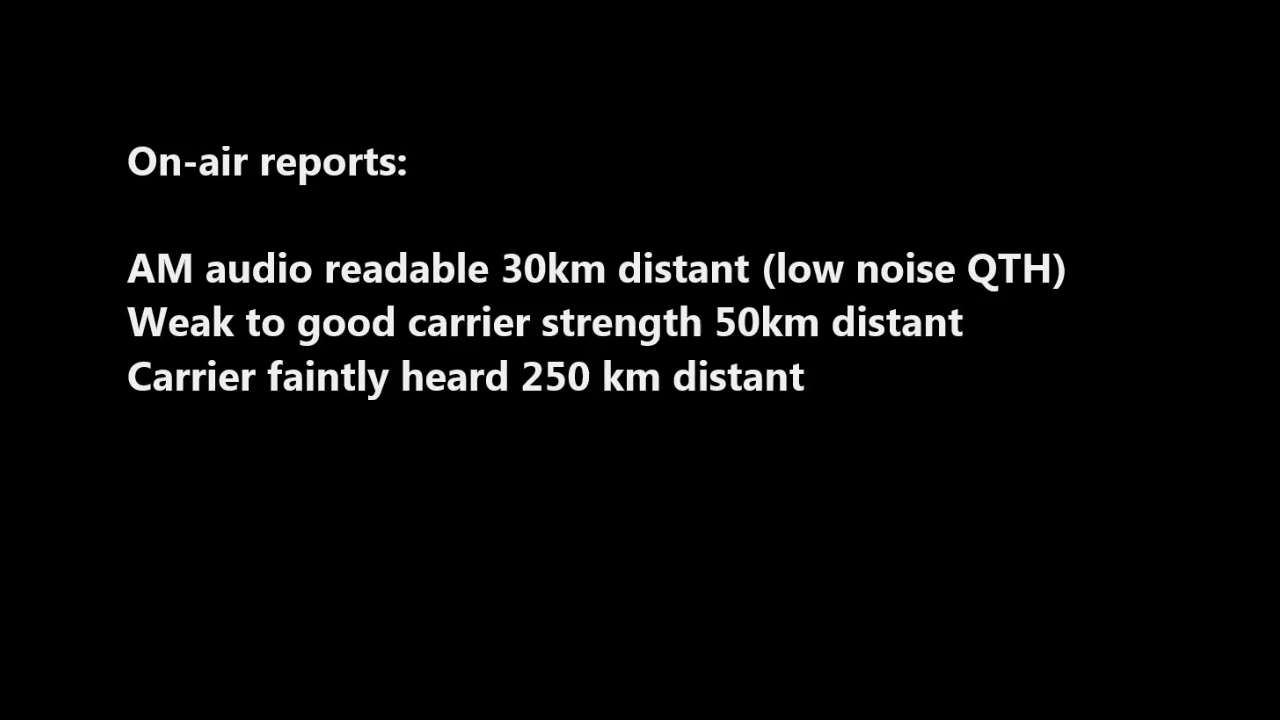 On-air reports:
AM audio readable 30km distant (low noise QTH)
Weak to good carrier strength 50km distant
Carrier faintly heard 250 km distant